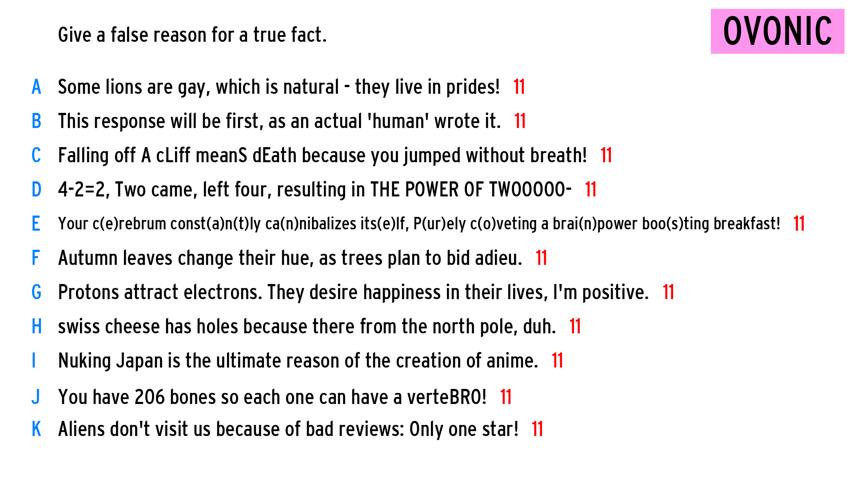 Give a false reason for a true fact.
OVONIC
A Some lions are gay, which is natural - they live in prides! 11
B This response will be first, as an actual 'human' wrote it. 11
C Falling off A cLiff meanS dEath because you jumped without breath! 11
D 4-2=2, Two came, left four, resulting in THE POWER OF TWOOOOO- 11
E Your c(e)rebrum const(a)n(t)ly ca(n)nibalizes its(e)lf, P(ur)ely c(o)veting a brai(n)power boo(s)ting breakfast! 11
F Autumn leaves change their hue, as trees plan to bid adieu. 11
G Protons attract electrons. They desire happiness in their lives, I'm positive. 11
H swiss cheese has holes because there from the north pole, duh. 11
I Nuking Japan is the ultimate reason of the creation of anime. 11
J You have 206 bones so each one can have a verteBRO! 11
K Aliens don't visit us because of bad reviews: Only one star! 11